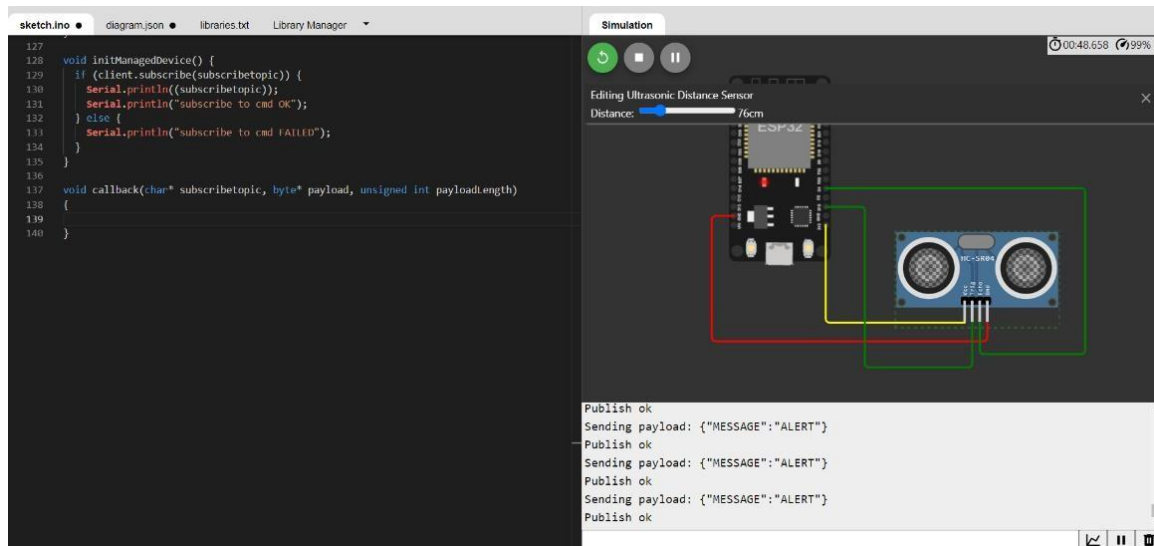 sketch.ino ● diagram.json ● libraries.txt Library Manager ▼
127
128 void initManagedDevice() {
129 if (client.subscribe(subscribetopic)) {
130 Serial.println((subscribetopic));
131 Serial.println("subscribe to cmd OK");
132 } else {
133 Serial.println("subscribe to cmd FAILED");
134 }
135 }
136
137 void callback(char* subscribetopic, byte* payload, unsigned int payloadLength)
138 {
139
140 }
Simulation
00:48.658 99%
Editing Ultrasonic Distance Sensor
Distance: 76cm
ESP32
HC-SR04
Trig
Echo
Publish ok
Sending payload: {"MESSAGE":"ALERT"}
Publish ok
Sending payload: {"MESSAGE":"ALERT"}
Publish ok
Sending payload: {"MESSAGE":"ALERT"}
Publish ok